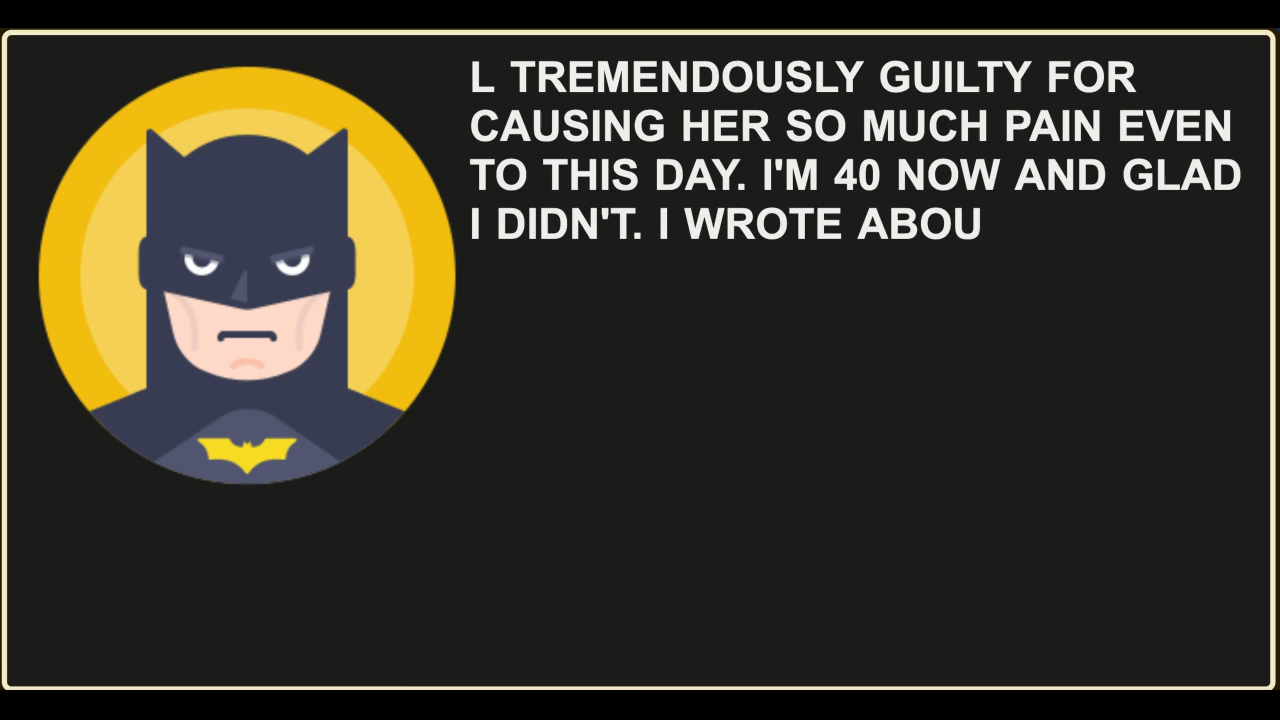 L TREMENDOUSLY GUILTY FOR
CAUSING HER SO MUCH PAIN EVEN
TO THIS DAY. I'M 40 NOW AND GLAD
I DIDN'T. I WROTE ABOU